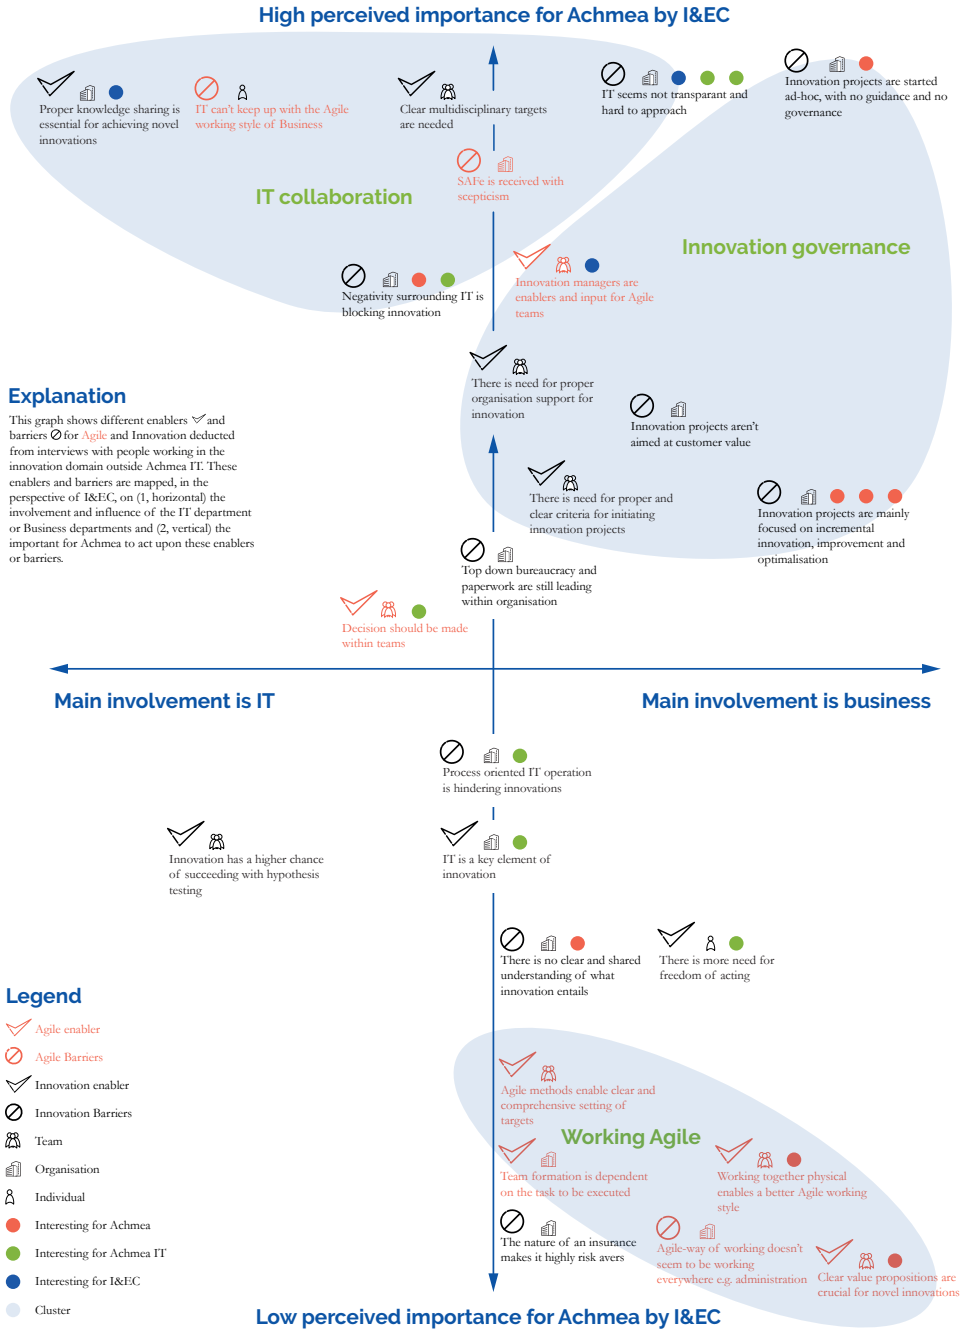 High perceived importance for Achmea by I&EC
Proper knowledge sharing is
essential for achieving novel
innovations
IT can't keep up with the Agile
working style of Business
Clear multidisciplinary targets
are needed
IT seems not transparant and
hard to approach
Innovation projects are started
ad-hoc, with no guidance and no
governance
SAFe is received with
scepticism
IT collaboration
Innovation governance
Negativity surrounding IT is
blocking innovation
Innovation managers are
enablers and input for Agile
teams
There is need for proper
organisation support for
innovation
Innovation projects aren't
aimed at customer value
Explanation
This graph shows different enablers and
barriers for Agile and Innovation deducted
from interviews with people working in the
innovation domain outside Achmea IT. These
enablers and barriers are mapped, in the
perspective of I&EC, on (1, horizontal) the
involvement and influence of the IT department
or Business departments and (2, vertical) the
important for Achmea to act upon these enablers
or barriers.
There is need for proper and
clear criteria for initiating
innovation projects
Innovation projects are mainly
focused on incremental
innovation, improvement and
optimalisation
Top down bureaucracy and
paperwork are still leading
within organisation
Decision should be made
within teams
Main involvement is IT
Main involvement is business
Process oriented IT operation
is hindering innovations
Innovation has a higher chance
of succeeding with hypothesis
testing
IT is a key element of
innovation
There is no clear and shared
understanding of what
innovation entails
There is more need for
freedom of acting
Legend
Agile enabler
Agile Barriers
Innovation enabler
Innovation Barriers
Team
Organisation
Individual
Interesting for Achmea
Interesting for Achmea IT
Interesting for I&EC
Cluster
Agile methods enable clear and
comprehensive setting of
targets
Working Agile
Team formation is dependent
on the task to be executed
Working together physical
enables a better Agile working
style
The nature of an insurance
makes it highly risk avers
Agile-way of working doesn't
seem to be working
everywhere e.g. administration
Clear value propositions are
crucial for novel innovations
Low perceived importance for Achmea by I&EC